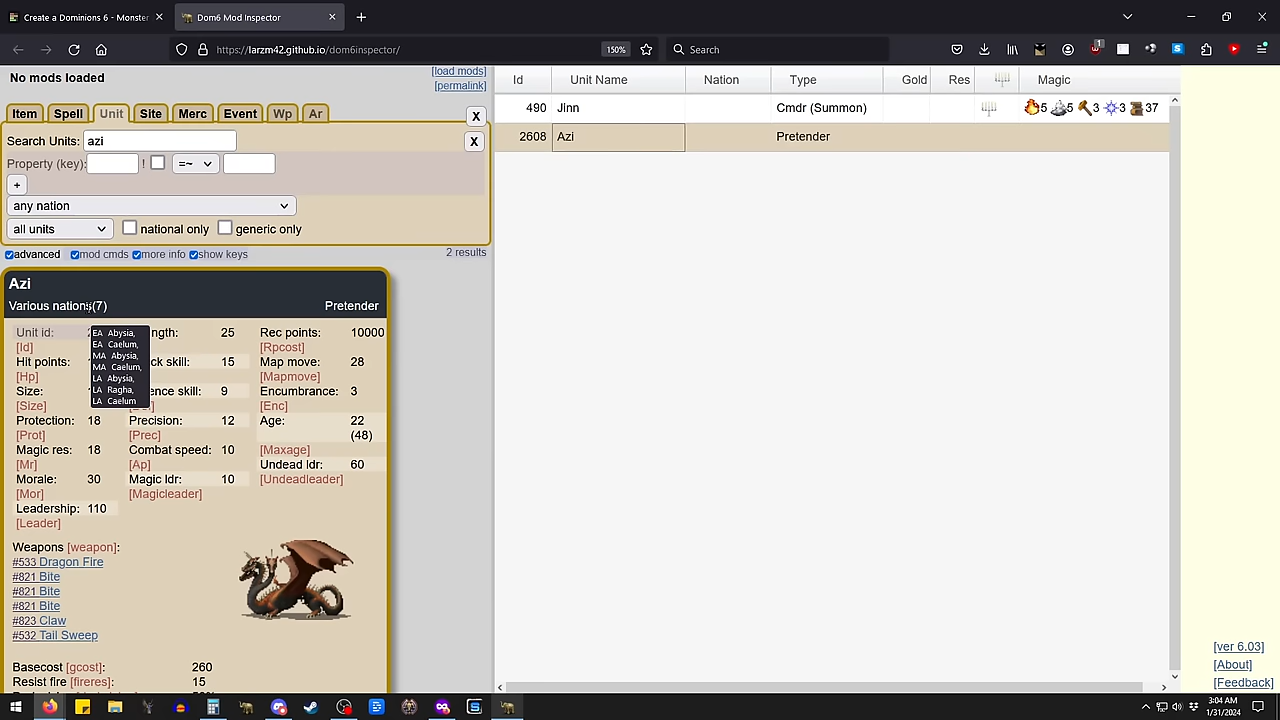 Create a Dominions 6 - Monster
Dom6 Mod Inspector
https://larzm42.github.io/dom6inspector/
150%
Search
No mods loaded
[load mods]
[permalink]
Item Spell Unit Site Merc Event Wp Ar X
Search Units: azi X
Property (key): ! =~
+
any nation
all units national only generic only
advanced mod cmds more info show keys 2 results
Azi
Various nations(7) Pretender
EA Abysia,
EA Caelum,
MA Abysia,
MA Caelum,
LA Abysia,
LA Ragha,
LA Caelum
Unit id: ngth: 25 Rec points: 10000
[Id] [Rpcost]
Hit points: ck skill: 15 Map move: 28
[Hp] [Mapmove]
Size: ence skill: 9 Encumbrance: 3
[Size] [Enc]
Protection: 18 Precision: 12 Age: 22
[Prot] [Prec] (48)
Magic res: 18 Combat speed: 10 [Maxage]
[Mr] [Ap] Undead ldr: 60
Morale: 30 Magic ldr: 10 [Undeadleader]
[Mor] [Magicleader]
Leadership: 110
[Leader]
Weapons [weapon]:
#533 Dragon Fire
#821 Bite
#821 Bite
#821 Bite
#823 Claw
#532 Tail Sweep
Basecost [gcost]: 260
Resist fire [fireres]: 15
Id Unit Name Nation Type Gold Res Magic
490 Jinn Cmdr (Summon) 5 5 3 3 37
2608 Azi Pretender
[ver 6.03]
[About]
[Feedback]
3:04 AM
1/31/2024